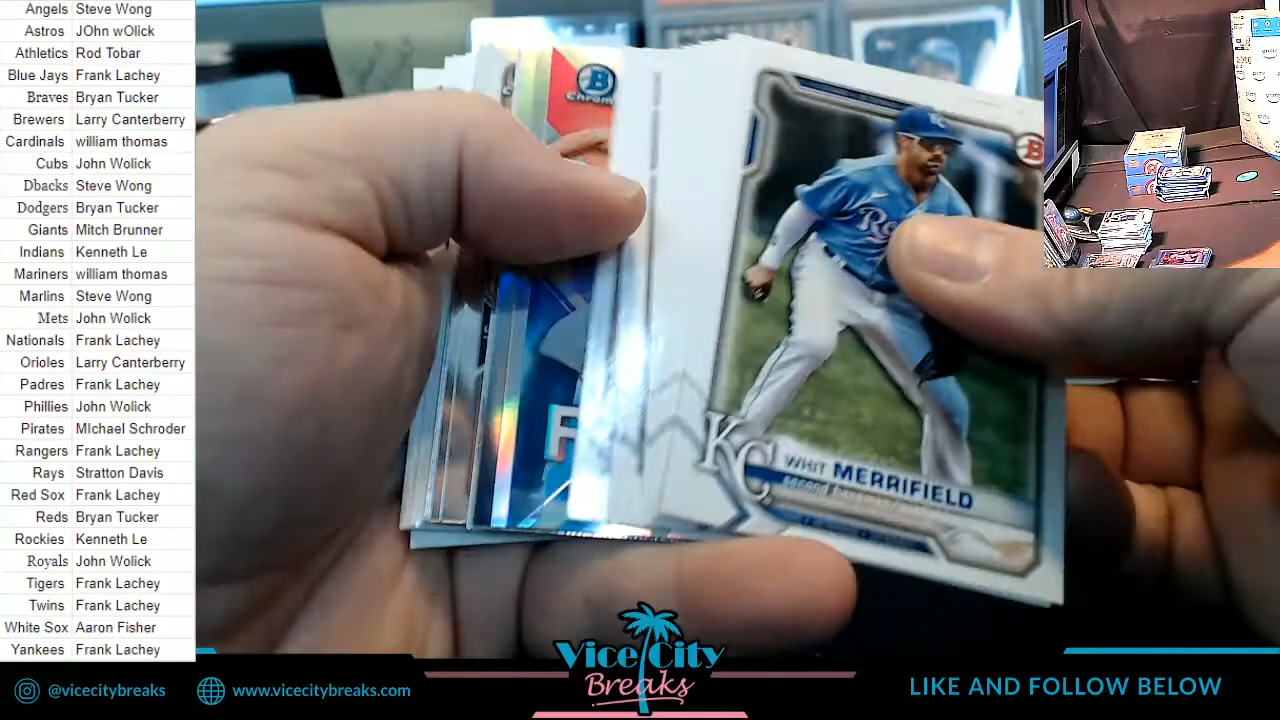 Angels Steve Wong
Astros JOhn wOlick
Athletics Rod Tobar
Blue Jays Frank Lachey
Braves Bryan Tucker
Brewers Larry Canterberry
Cardinals william thomas
Cubs John Wolick
Dbacks Steve Wong
Dodgers Bryan Tucker
Giants Mitch Brunner
Indians Kenneth Le
Mariners william thomas
Marlins Steve Wong
Mets John Wolick
Nationals Frank Lachey
Orioles Larry Canterberry
Padres Frank Lachey
Phillies John Wolick
Pirates MIchael Schroder
Rangers Frank Lachey
Rays Stratton Davis
Red Sox Frank Lachey
Reds Bryan Tucker
Rockies Kenneth Le
Royals John Wolick
Tigers Frank Lachey
Twins Frank Lachey
White Sox Aaron Fisher
Yankees Frank Lachey
B
Chrom
KC
B
Ro
KC
WHIT MERRIFIELD
@vicecitybreaks
www.vicecitybreaks.com
Vice City
Breaks
LIKE AND FOLLOW BELOW